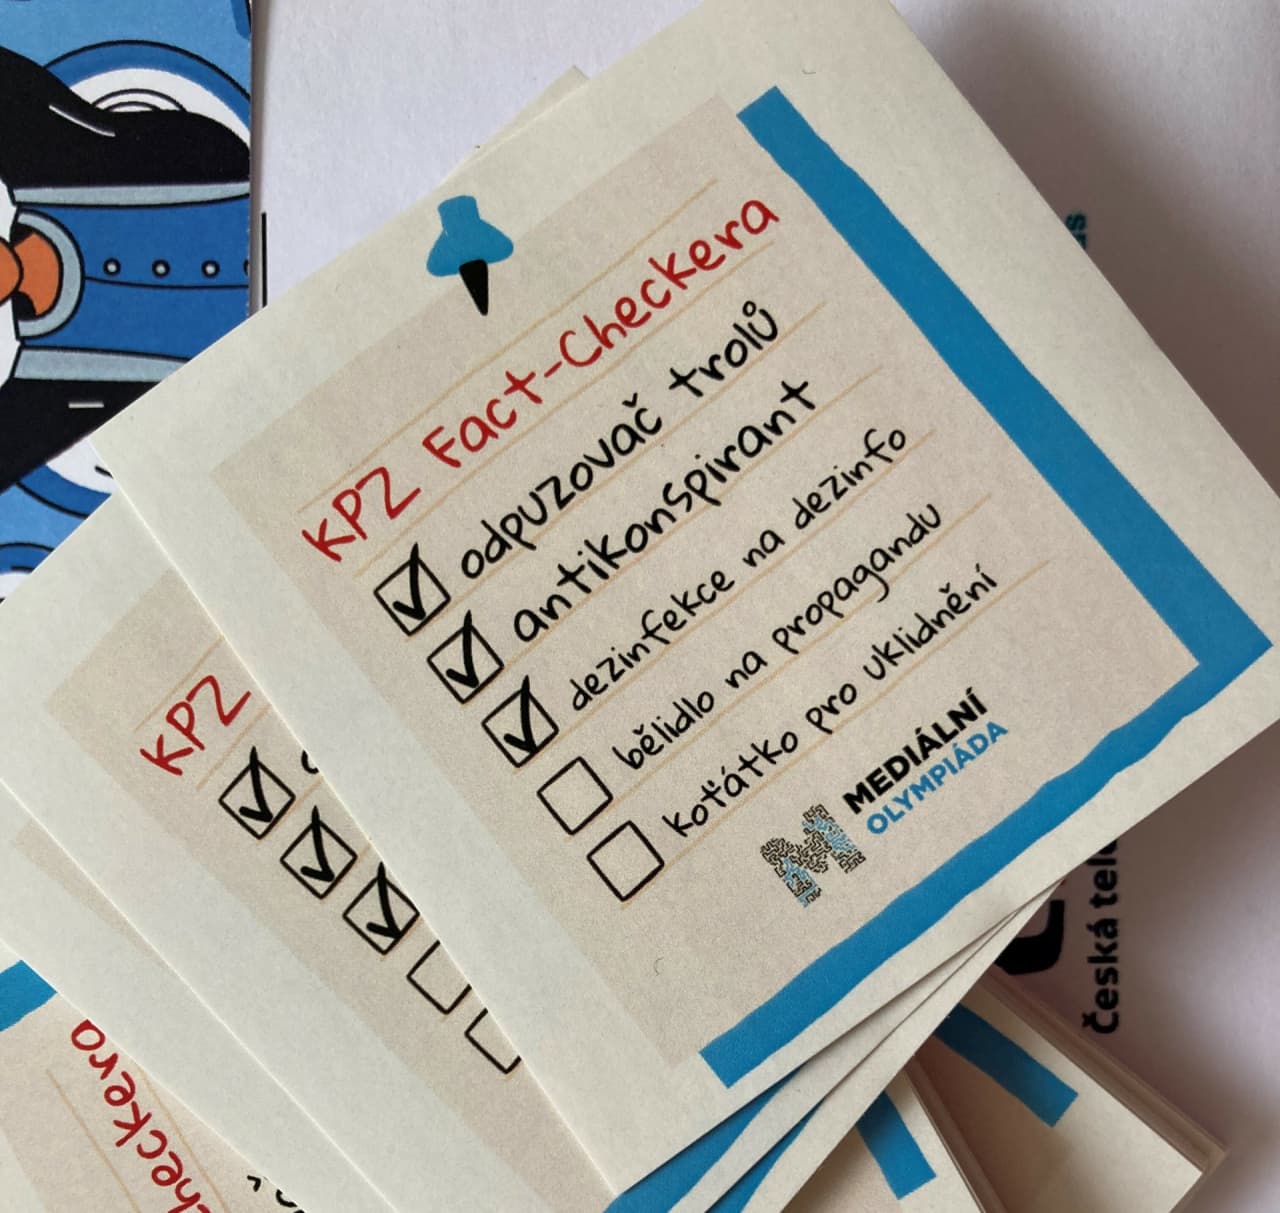 KPZ Fact-Checkera
odpuzovač trolů
antikonspirant
dezinfekce na dezinfo
bělidlo na propagandu
koťátko pro uklidnění
MEDIÁLNÍ
OLYMPIÁDA
KPZ
Česká tel